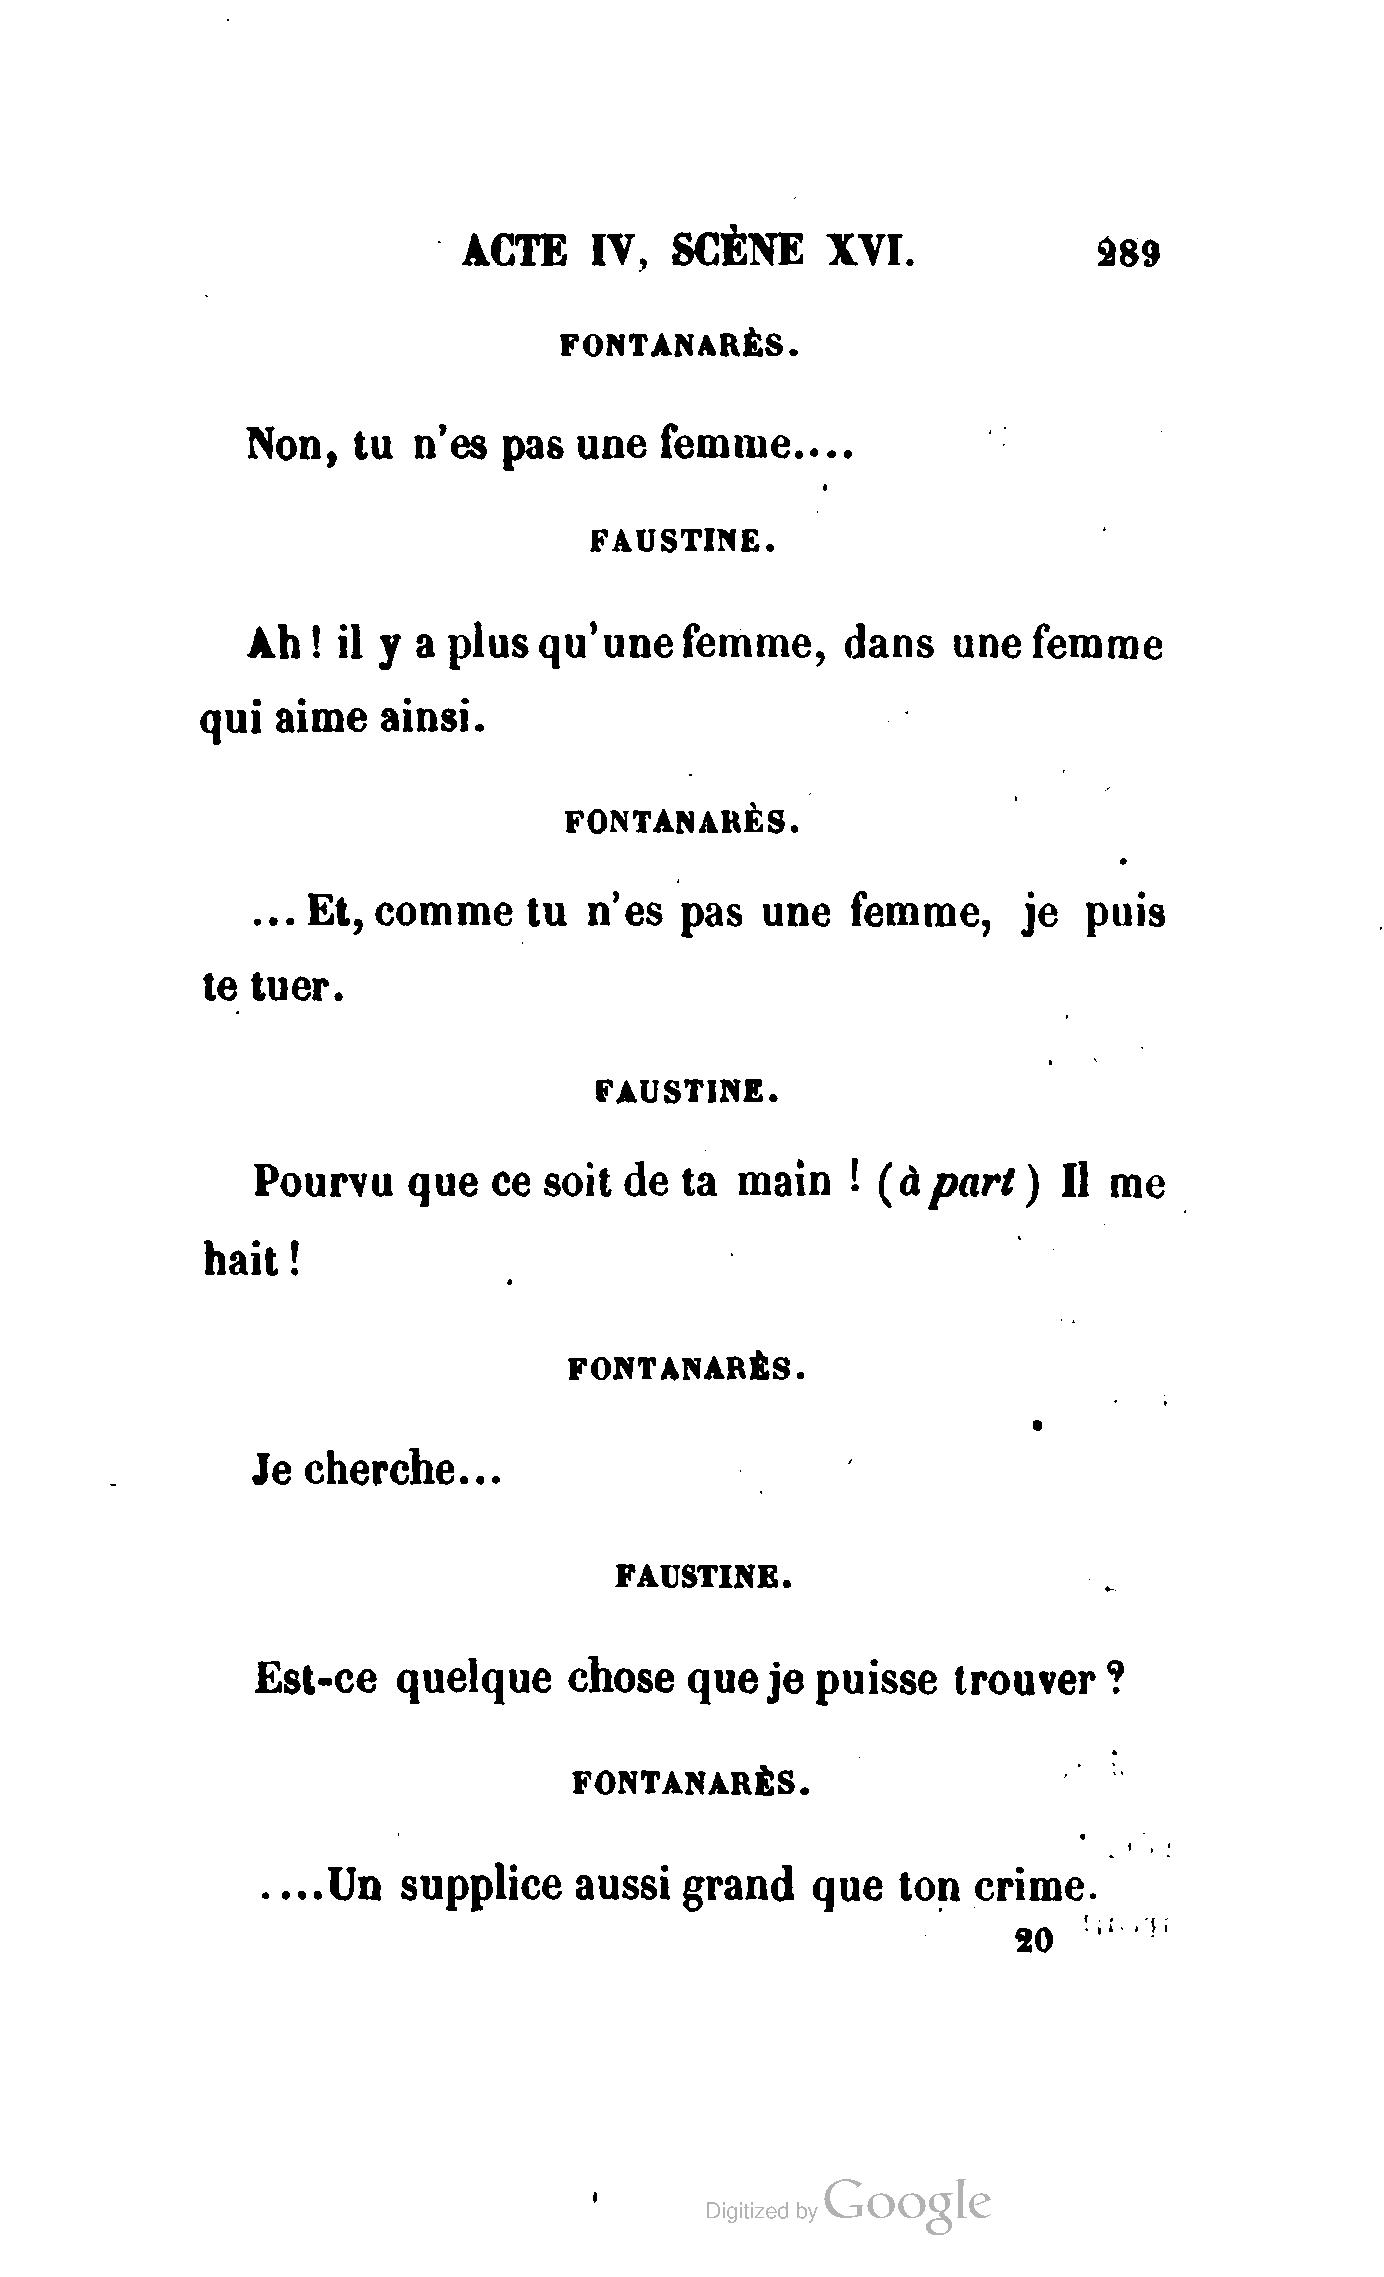 ACTE IV, SCÈNE XVI. 289
FONTANARÈS.
Non, tu n'es pas une femme....
FAUSTINE.
Ah ! il y a plus qu'une femme, dans une femme
qui aime ainsi.
FONTANARÈS.
... Et, comme tu n'es pas une femme, je puis
te tuer.
FAUSTINE.
Pourvu que ce soit de ta main ! (à part) Il me
hait !
FONTANARÈS.
Je cherche...
FAUSTINE.
Est-ce quelque chose que je puisse trouver ?
FONTANARÈS.
....Un supplice aussi grand que ton crime.
20
Digitized by Google